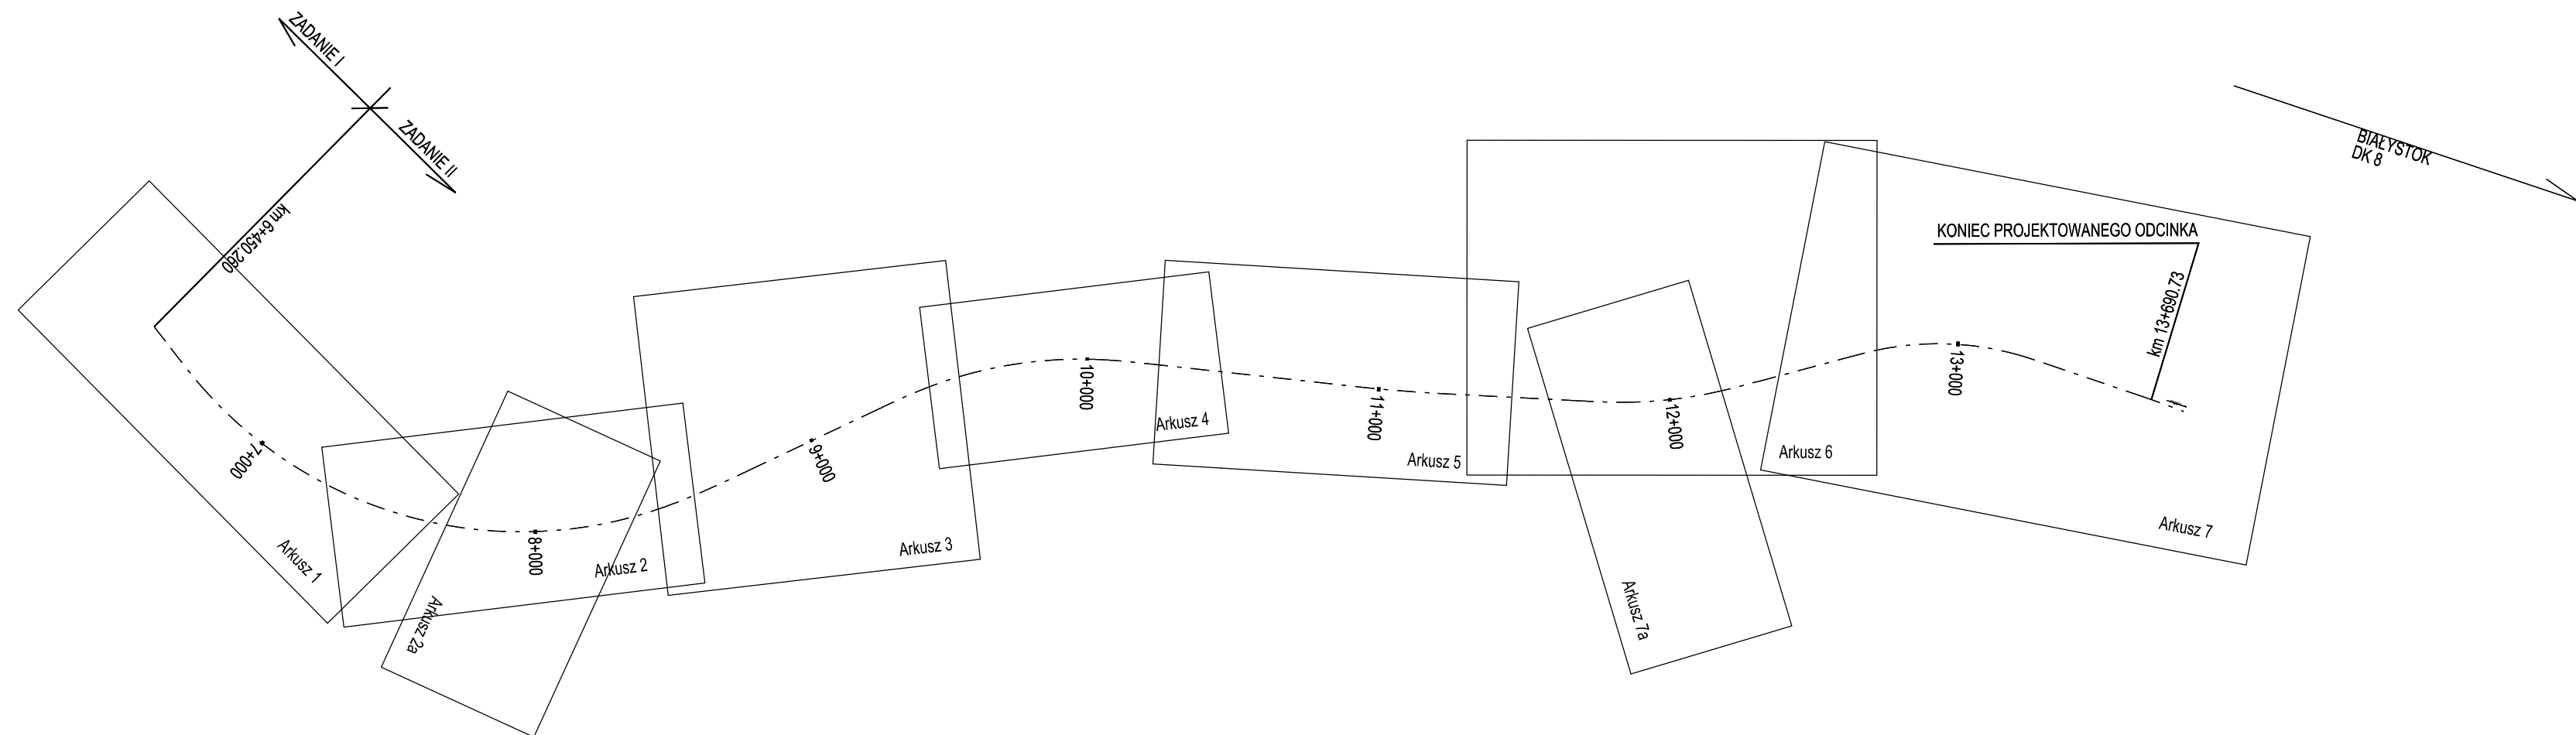 ZADANIE I
ZADANIE II
km 6+450.260
BIAŁYSTOK
DK 8
KONIEC PROJEKTOWANEGO ODCINKA
km 13+690.73
7+000
8+000
9+000
10+000
11+000
12+000
13+000
Arkusz 1
Arkusz 2
Arkusz 2a
Arkusz 3
Arkusz 4
Arkusz 5
Arkusz 6
Arkusz 7
Arkusz 7a